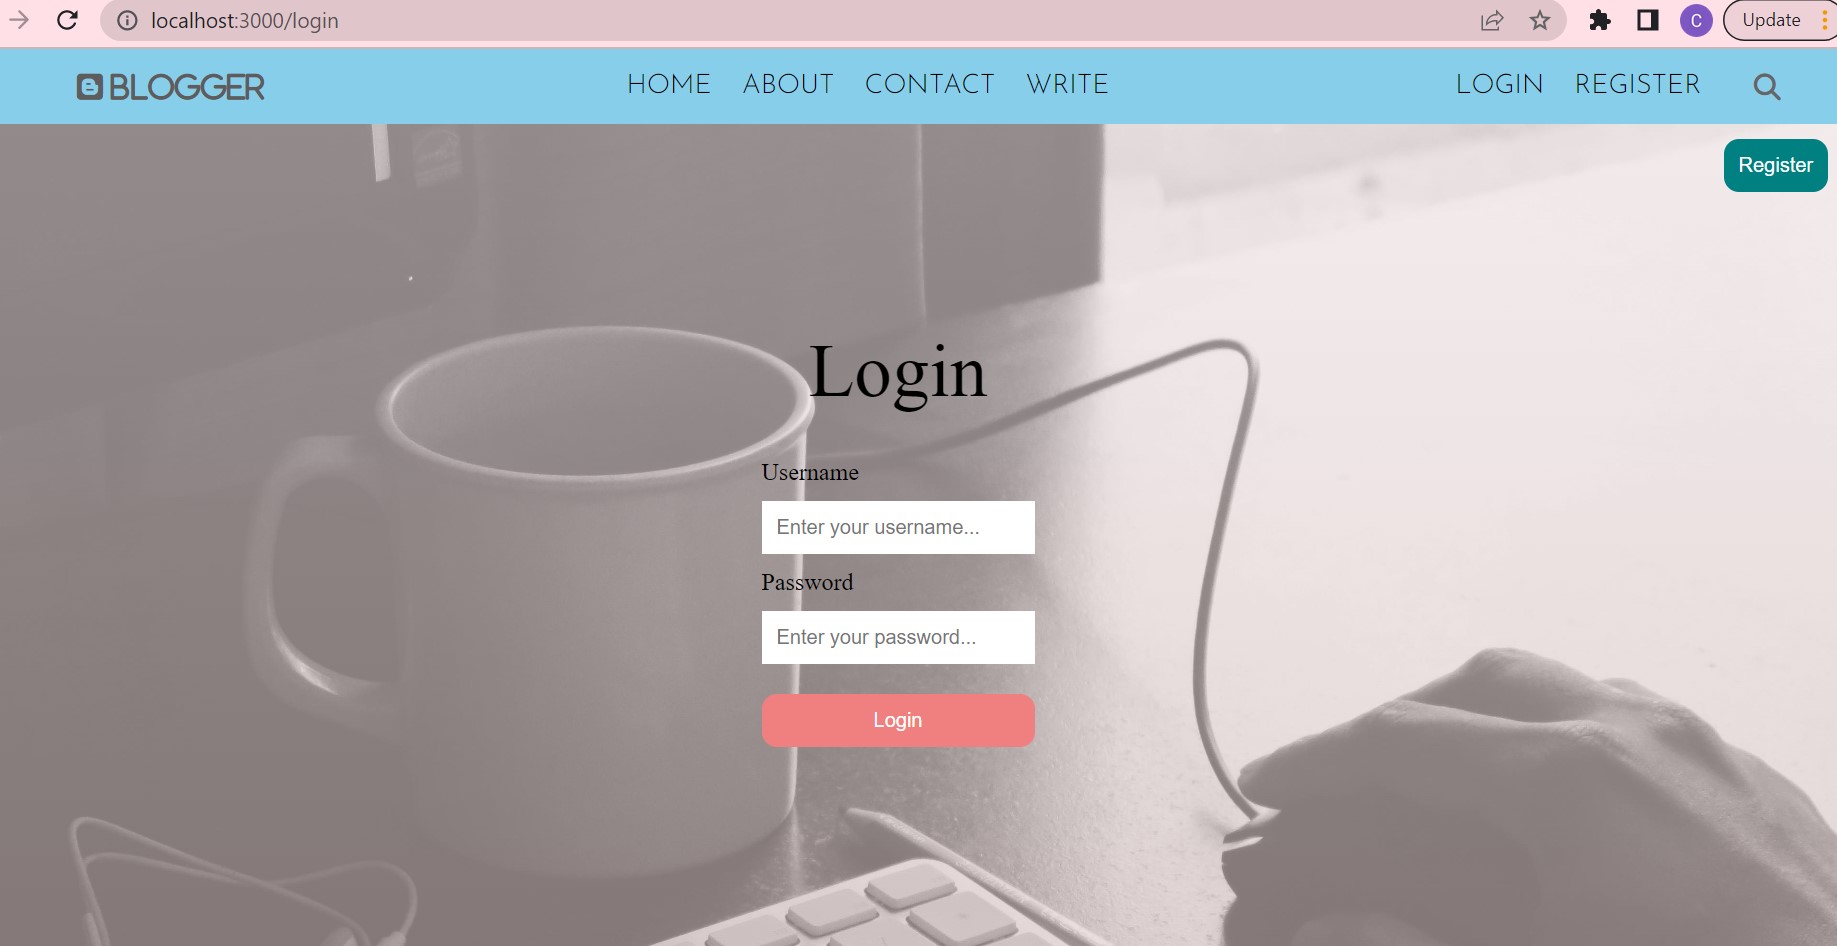 localhost:3000/login
C
Update
BLOGGER
HOME ABOUT CONTACT WRITE
LOGIN REGISTER
Register
Login
Username
Enter your username...
Password
Enter your password...
Login